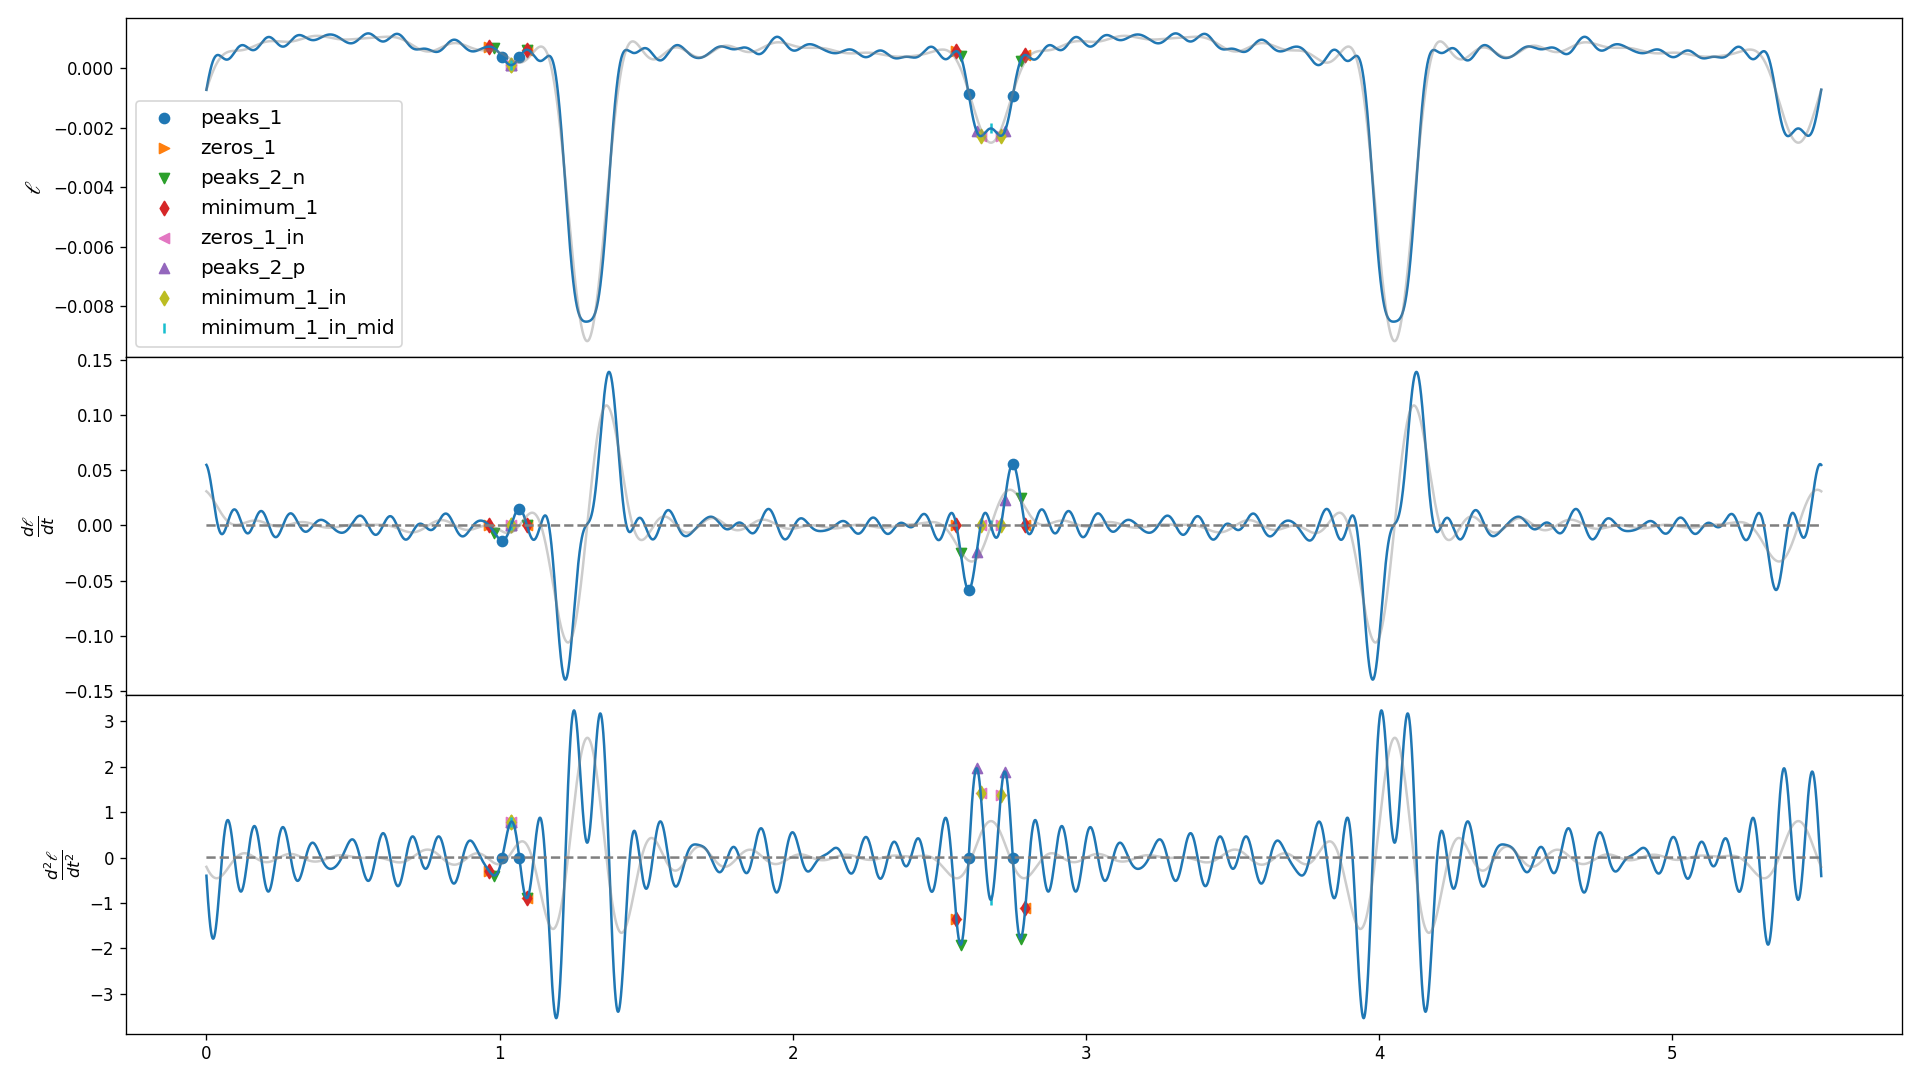 0.000
−0.002
−0.004
−0.006
−0.008
ℓ
peaks_1
zeros_1
peaks_2_n
minimum_1
zeros_1_in
peaks_2_p
minimum_1_in
minimum_1_in_mid
0.15
0.10
0.05
0.00
−0.05
−0.10
−0.15
dℓ/dt
3
2
1
0
−1
−2
−3
d²ℓ/dt²
0 1 2 3 4 5